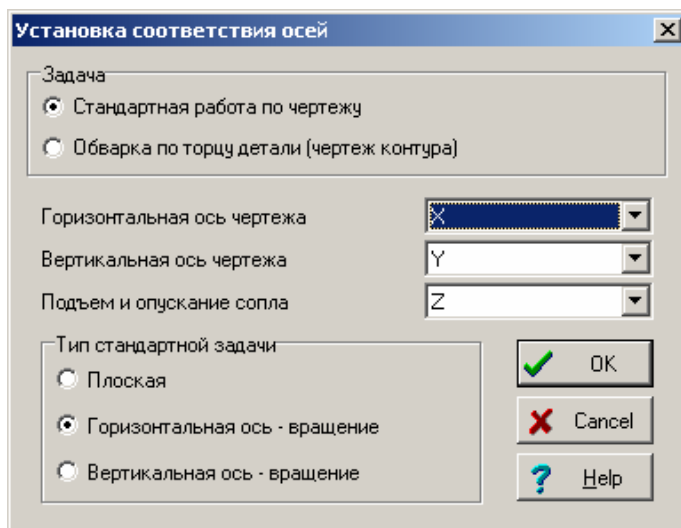 Установка соответствия осей
Задача
Стандартная работа по чертежу
Обварка по торцу детали (чертеж контура)
Горизонтальная ось чертежа X
Вертикальная ось чертежа Y
Подъем и опускание сопла Z
Тип стандартной задачи
Плоская
Горизонтальная ось - вращение
Вертикальная ось - вращение
OK
Cancel
Help